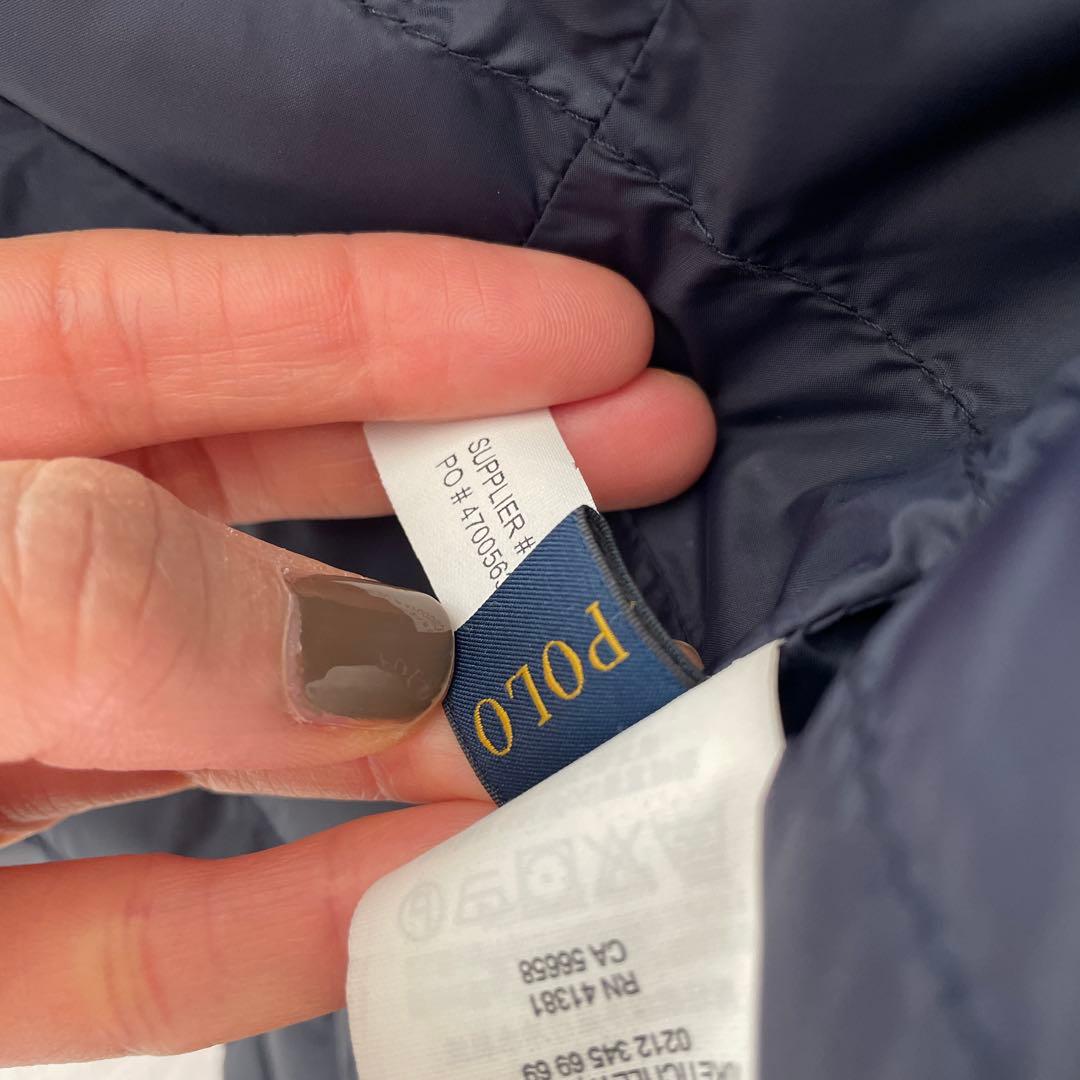 SUPPLIER #
PO # 470056
POLO
P
CA 56658
RN 41381
0212 345 69 69